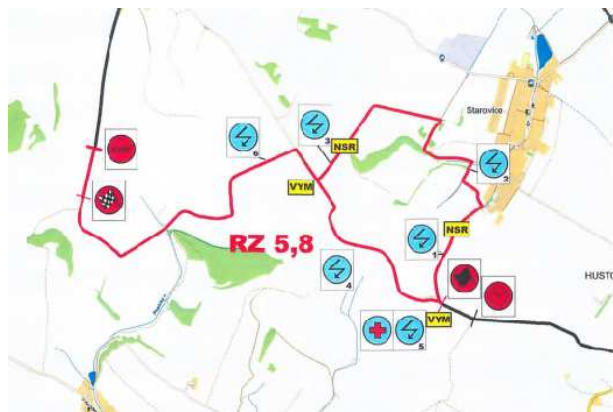 Starovice
3
NSR
6
2
VYM
NSR
RZ 5,8
1
4
HUSTO
VYM
5